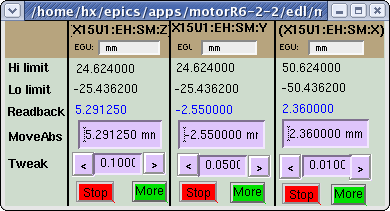 /home/hx/epics/apps/motorR6-2-2/edl/n
X15U1:EH:SM:Z X15U1:EH:SM:Y (X15U1:EH:SM:X)
EGU: mm EGU: mm EGU: mm
Hi limit 24.624000 24.624000 50.624000
Lo limit -25.436200 -25.436200 -50.436200
Readback 5.291250 -2.550000 2.360000
MoveAbs 5.291250 mm -2.550000 mm 2.360000 mm
Tweak < 0.1000 > < 0.0500 > < 0.0100 >
Stop More Stop More Stop More